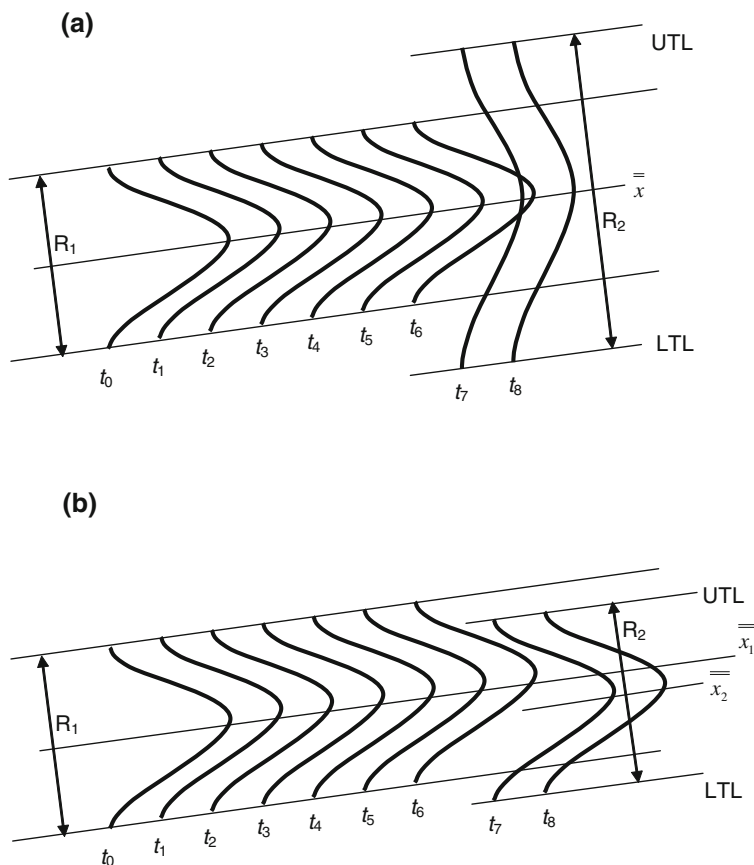 (a)
UTL
x̿
R₁
R₂
t₀ t₁ t₂ t₃ t₄ t₅ t₆
LTL
t₇ t₈
(b)
UTL
R₂
x̿₁
R₁
x̿₂
LTL
t₀ t₁ t₂ t₃ t₄ t₅ t₆ t₇ t₈